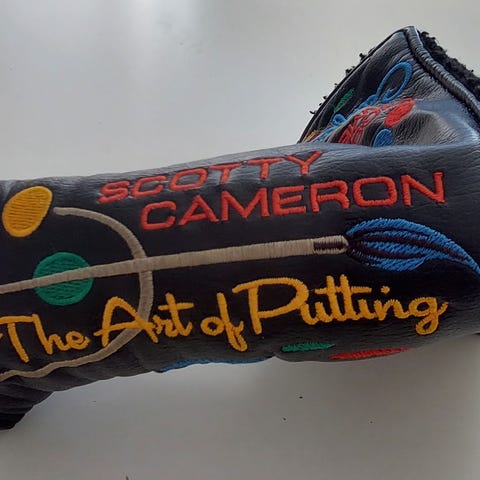 SCOTTY
CAMERON
The Art of Putting